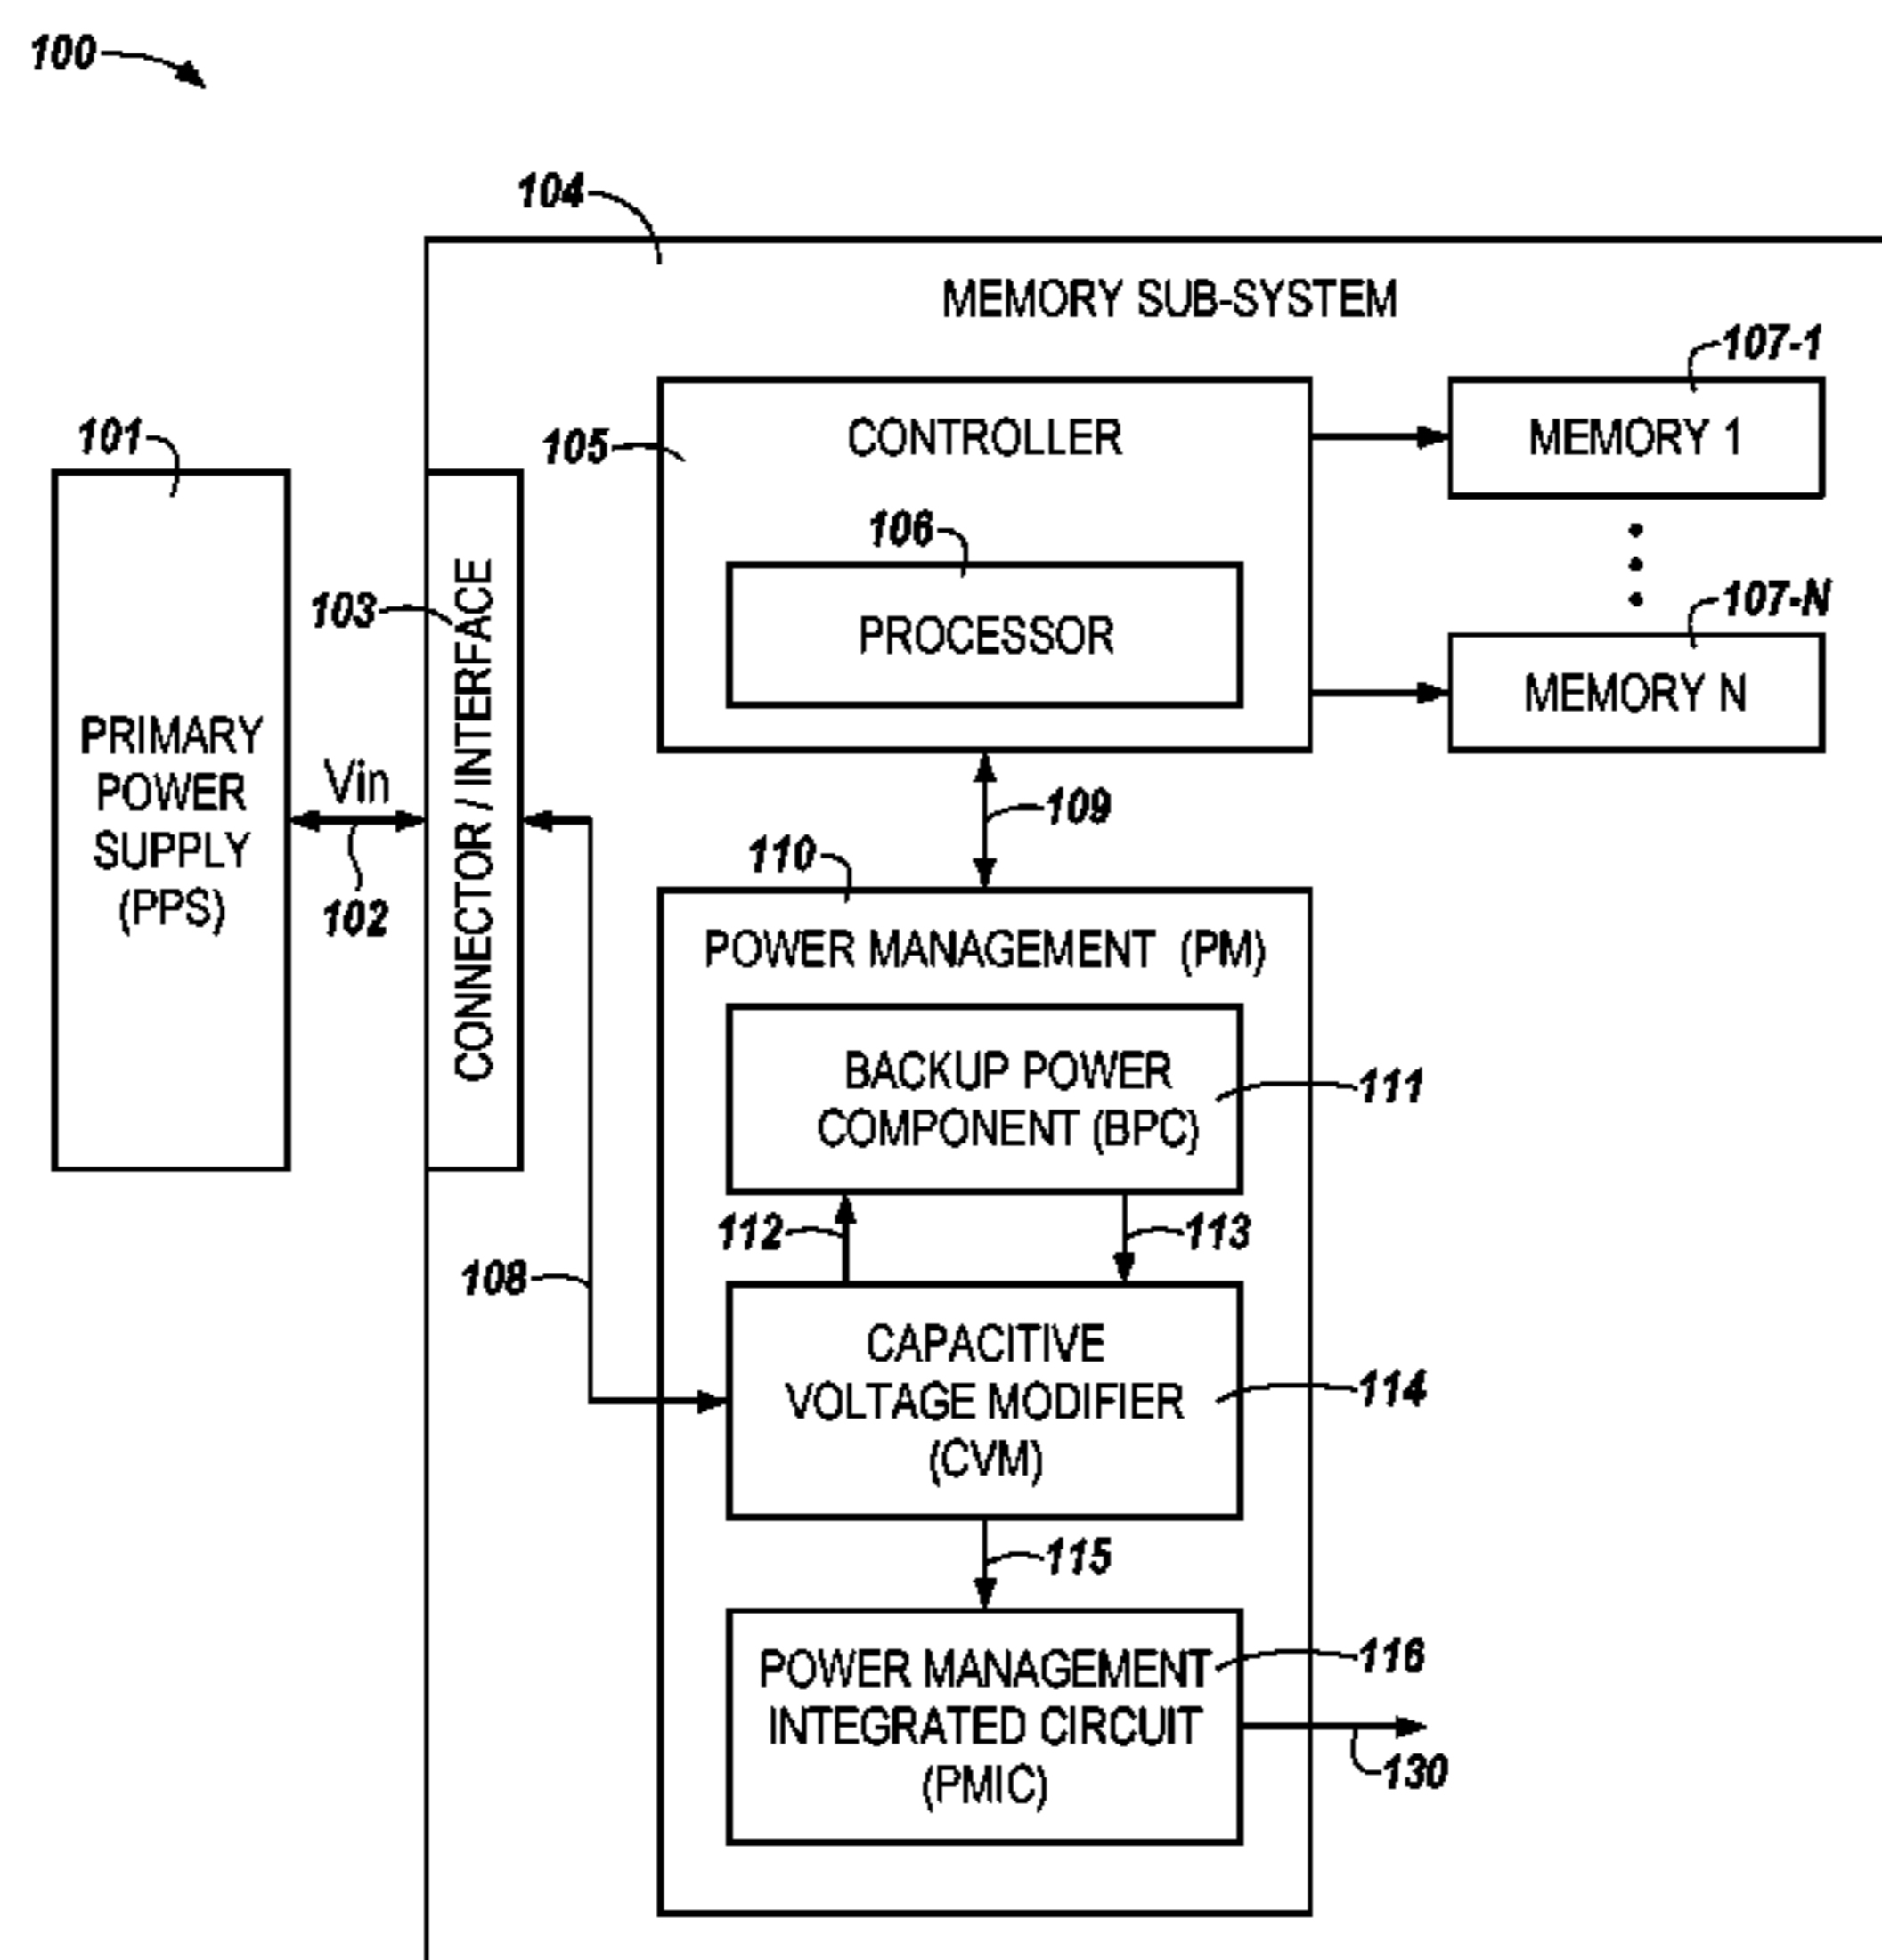 100
104
MEMORY SUB-SYSTEM
107-1
101
105
CONTROLLER
MEMORY 1
106
103
107-N
PROCESSOR
MEMORY N
CONNECTOR / INTERFACE
PRIMARY
POWER
SUPPLY
(PPS)
Vin
102
109
110
POWER MANAGEMENT (PM)
BACKUP POWER
COMPONENT (BPC)
111
112
113
108
CAPACITIVE
VOLTAGE MODIFIER
(CVM)
114
115
POWER MANAGEMENT
INTEGRATED CIRCUIT
(PMIC)
116
130